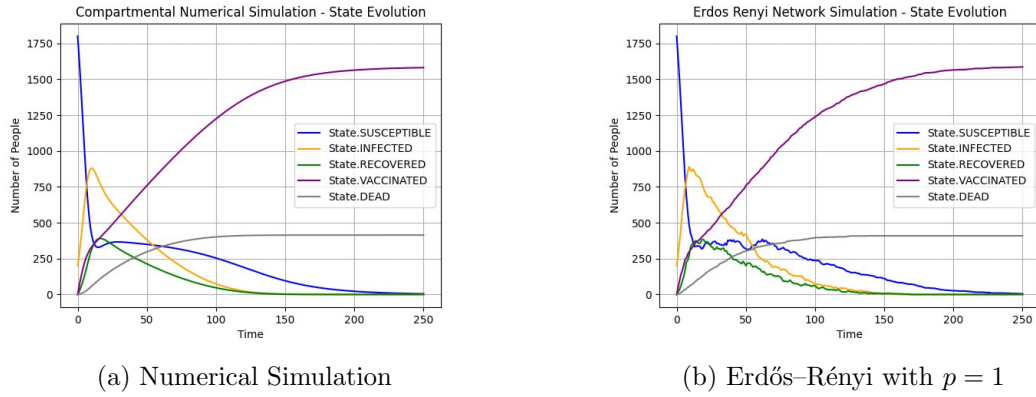 Compartmental Numerical Simulation - State Evolution
1750
1500
1250
1000
750
500
250
0
Number of People
State.SUSCEPTIBLE
State.INFECTED
State.RECOVERED
State.VACCINATED
State.DEAD
0 50 100 150 200 250
Time
(a) Numerical Simulation
Erdos Renyi Network Simulation - State Evolution
1750
1500
1250
1000
750
500
250
0
Number of People
State.SUSCEPTIBLE
State.INFECTED
State.RECOVERED
State.VACCINATED
State.DEAD
0 50 100 150 200 250
Time
(b) Erdős–Rényi with p = 1